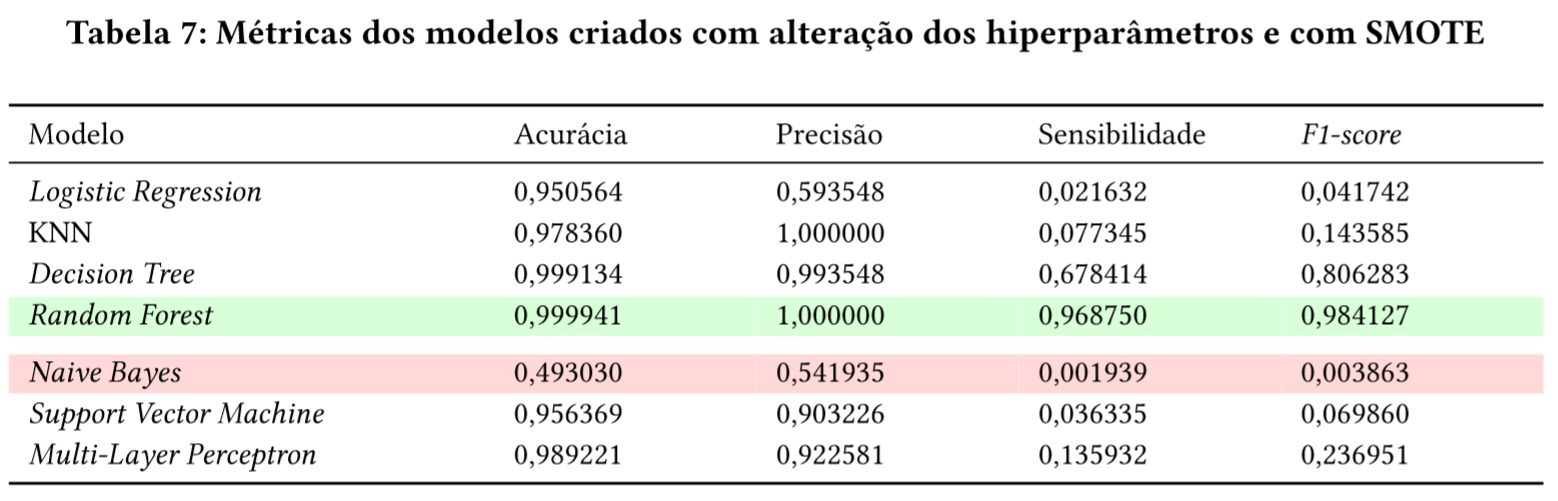 Tabela 7: Métricas dos modelos criados com alteração dos hiperparâmetros e com SMOTE
Modelo Acurácia Precisão Sensibilidade F1-score
Logistic Regression 0,950564 0,593548 0,021632 0,041742
KNN 0,978360 1,000000 0,077345 0,143585
Decision Tree 0,999134 0,993548 0,678414 0,806283
Random Forest 0,999941 1,000000 0,968750 0,984127
Naive Bayes 0,493030 0,541935 0,001939 0,003863
Support Vector Machine 0,956369 0,903226 0,036335 0,069860
Multi-Layer Perceptron 0,989221 0,922581 0,135932 0,236951